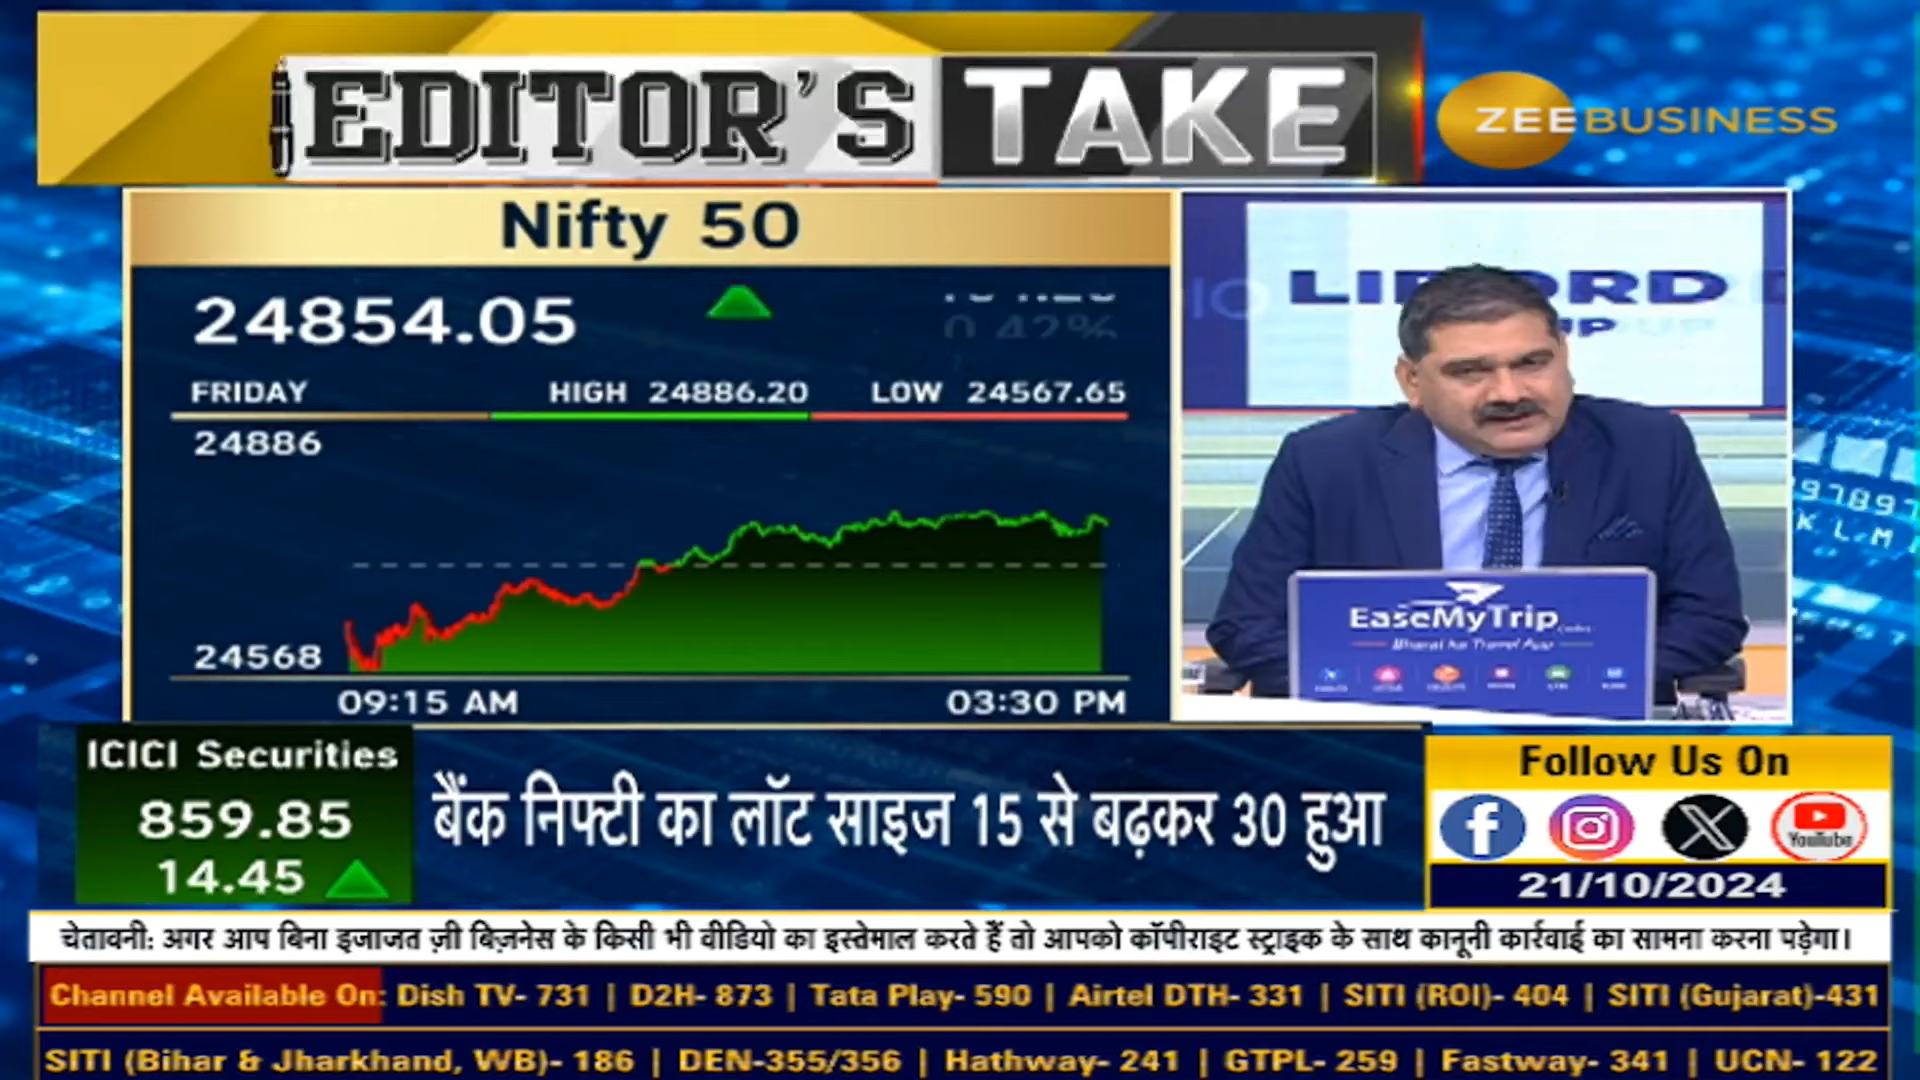 EDITOR'S TAKE
ZEEBUSINESS
Nifty 50
24854.05
0.42%
FRIDAY HIGH 24886.20 LOW 24567.65
24886
24568
09:15 AM 03:30 PM
EaseMyTrip
ICICI Securities
859.85
14.45
बैंक निफ्टी का लॉट साइज 15 से बढ़कर 30 हुआ
Follow Us On
YouTube
21/10/2024
चेतावनी: अगर आप बिना इजाजत ज़ी बिज़नेस के किसी भी वीडियो का इस्तेमाल करते हैं तो आपको कॉपीराइट स्ट्राइक के साथ कानूनी कार्रवाई का सामना करना पड़ेगा।
Channel Available On: Dish TV- 731 | D2H- 873 | Tata Play- 590 | Airtel DTH- 331 | SITI (ROI)- 404 | SITI (Gujarat)-431
SITI (Bihar & Jharkhand, WB)- 186 | DEN-355/356 | Hathway- 241 | GTPL- 259 | Fastway- 341 | UCN- 122